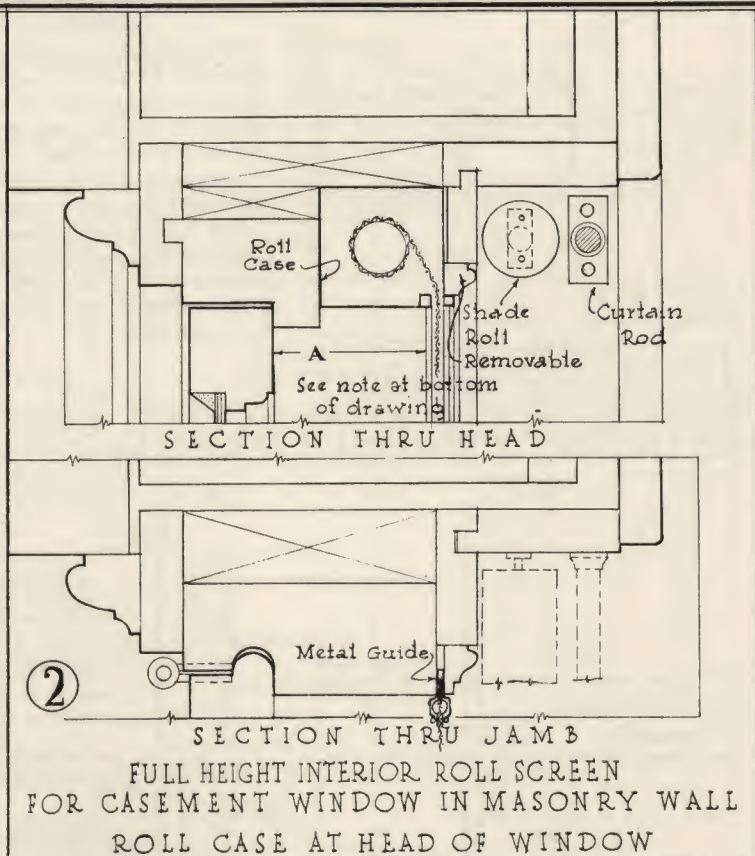 Roll
Case
Shade
Roll
Removable
Curtain
Rod
A
See note at bottom
of drawing
SECTION THRU HEAD
Metal Guide
2
SECTION THRU JAMB
FULL HEIGHT INTERIOR ROLL SCREEN
FOR CASEMENT WINDOW IN MASONRY WALL
ROLL CASE AT HEAD OF WINDOW